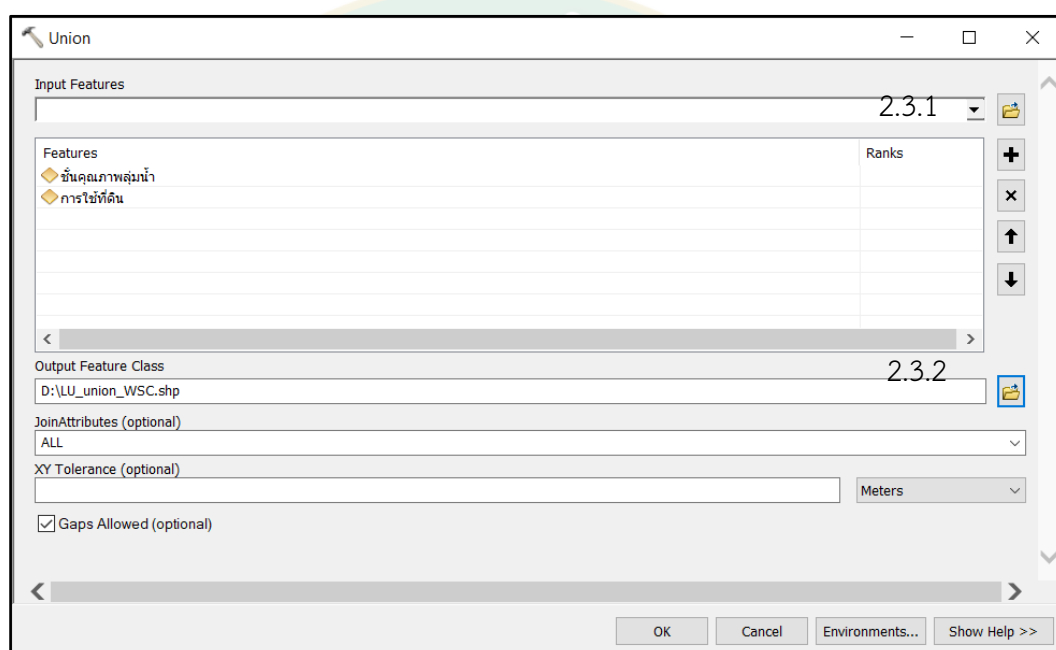 Union
Input Features
2.3.1
Features Ranks
ชั้นคุณภาพลุ่มน้ำ
การใช้ที่ดิน
Output Feature Class
2.3.2
D:\LU_union_WSC.shp
JoinAttributes (optional)
ALL
XY Tolerance (optional)
Meters
Gaps Allowed (optional)
OK Cancel Environments... Show Help >>